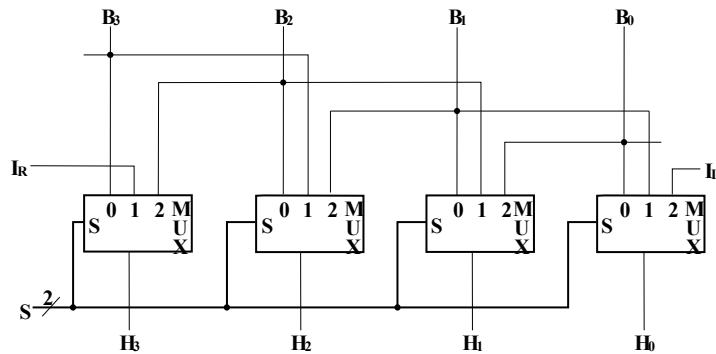 B3 B2 B1 B0
IR IL
0 1 2 M 0 1 2 M 0 1 2 M 0 1 2 M
S U S U S U S U
X X X X
S 2
H3 H2 H1 H0